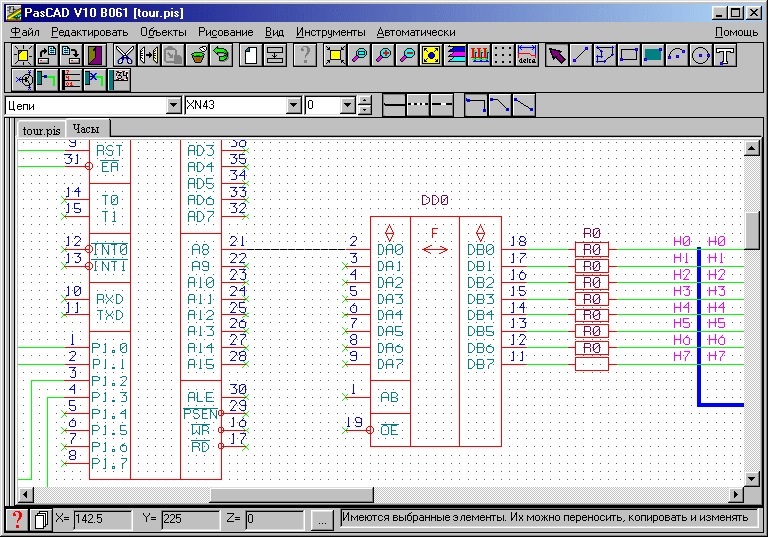 PasCAD V10 B061 [tour.pis]
Файл Редактировать Объекты Рисование Вид Инструменты Автоматически Помощь
delta
Цепи XN43 0
tour.pis Часы
9 RST AD3 36
31 EA AD4 35
AD5 34
14 T0 AD6 33
15 T1 AD7 32
DD0
F R0
12 INT0 A8 21 2 DA0 < > DB0 18 R0 H0 H0
13 INT1 A9 22 3 DA1 DB1 17 R0 H1 H1
A10 23 4 DA2 DB2 16 R0 H2 H2
10 RXD A11 24 5 DA3 DB3 15 R0 H3 H3
11 TXD A12 25 6 DA4 DB4 14 R0 H4 H4
A13 26 7 DA5 DB5 13 R0 H5 H5
1 P1.0 A14 27 8 DA6 DB6 12 R0 H6 H6
2 P1.1 A15 28 9 DA7 DB7 11 H7 H7
3 P1.2
4 P1.3 ALE 30 1 AB
5 P1.4 PSEN 29
6 P1.5 WR 16 19 OE
7 P1.6 RD 17
8 P1.7
X= 142.5 Y= 225 Z= 0 ... Имеются выбранные элементы. Их можно переносить, копировать и изменять